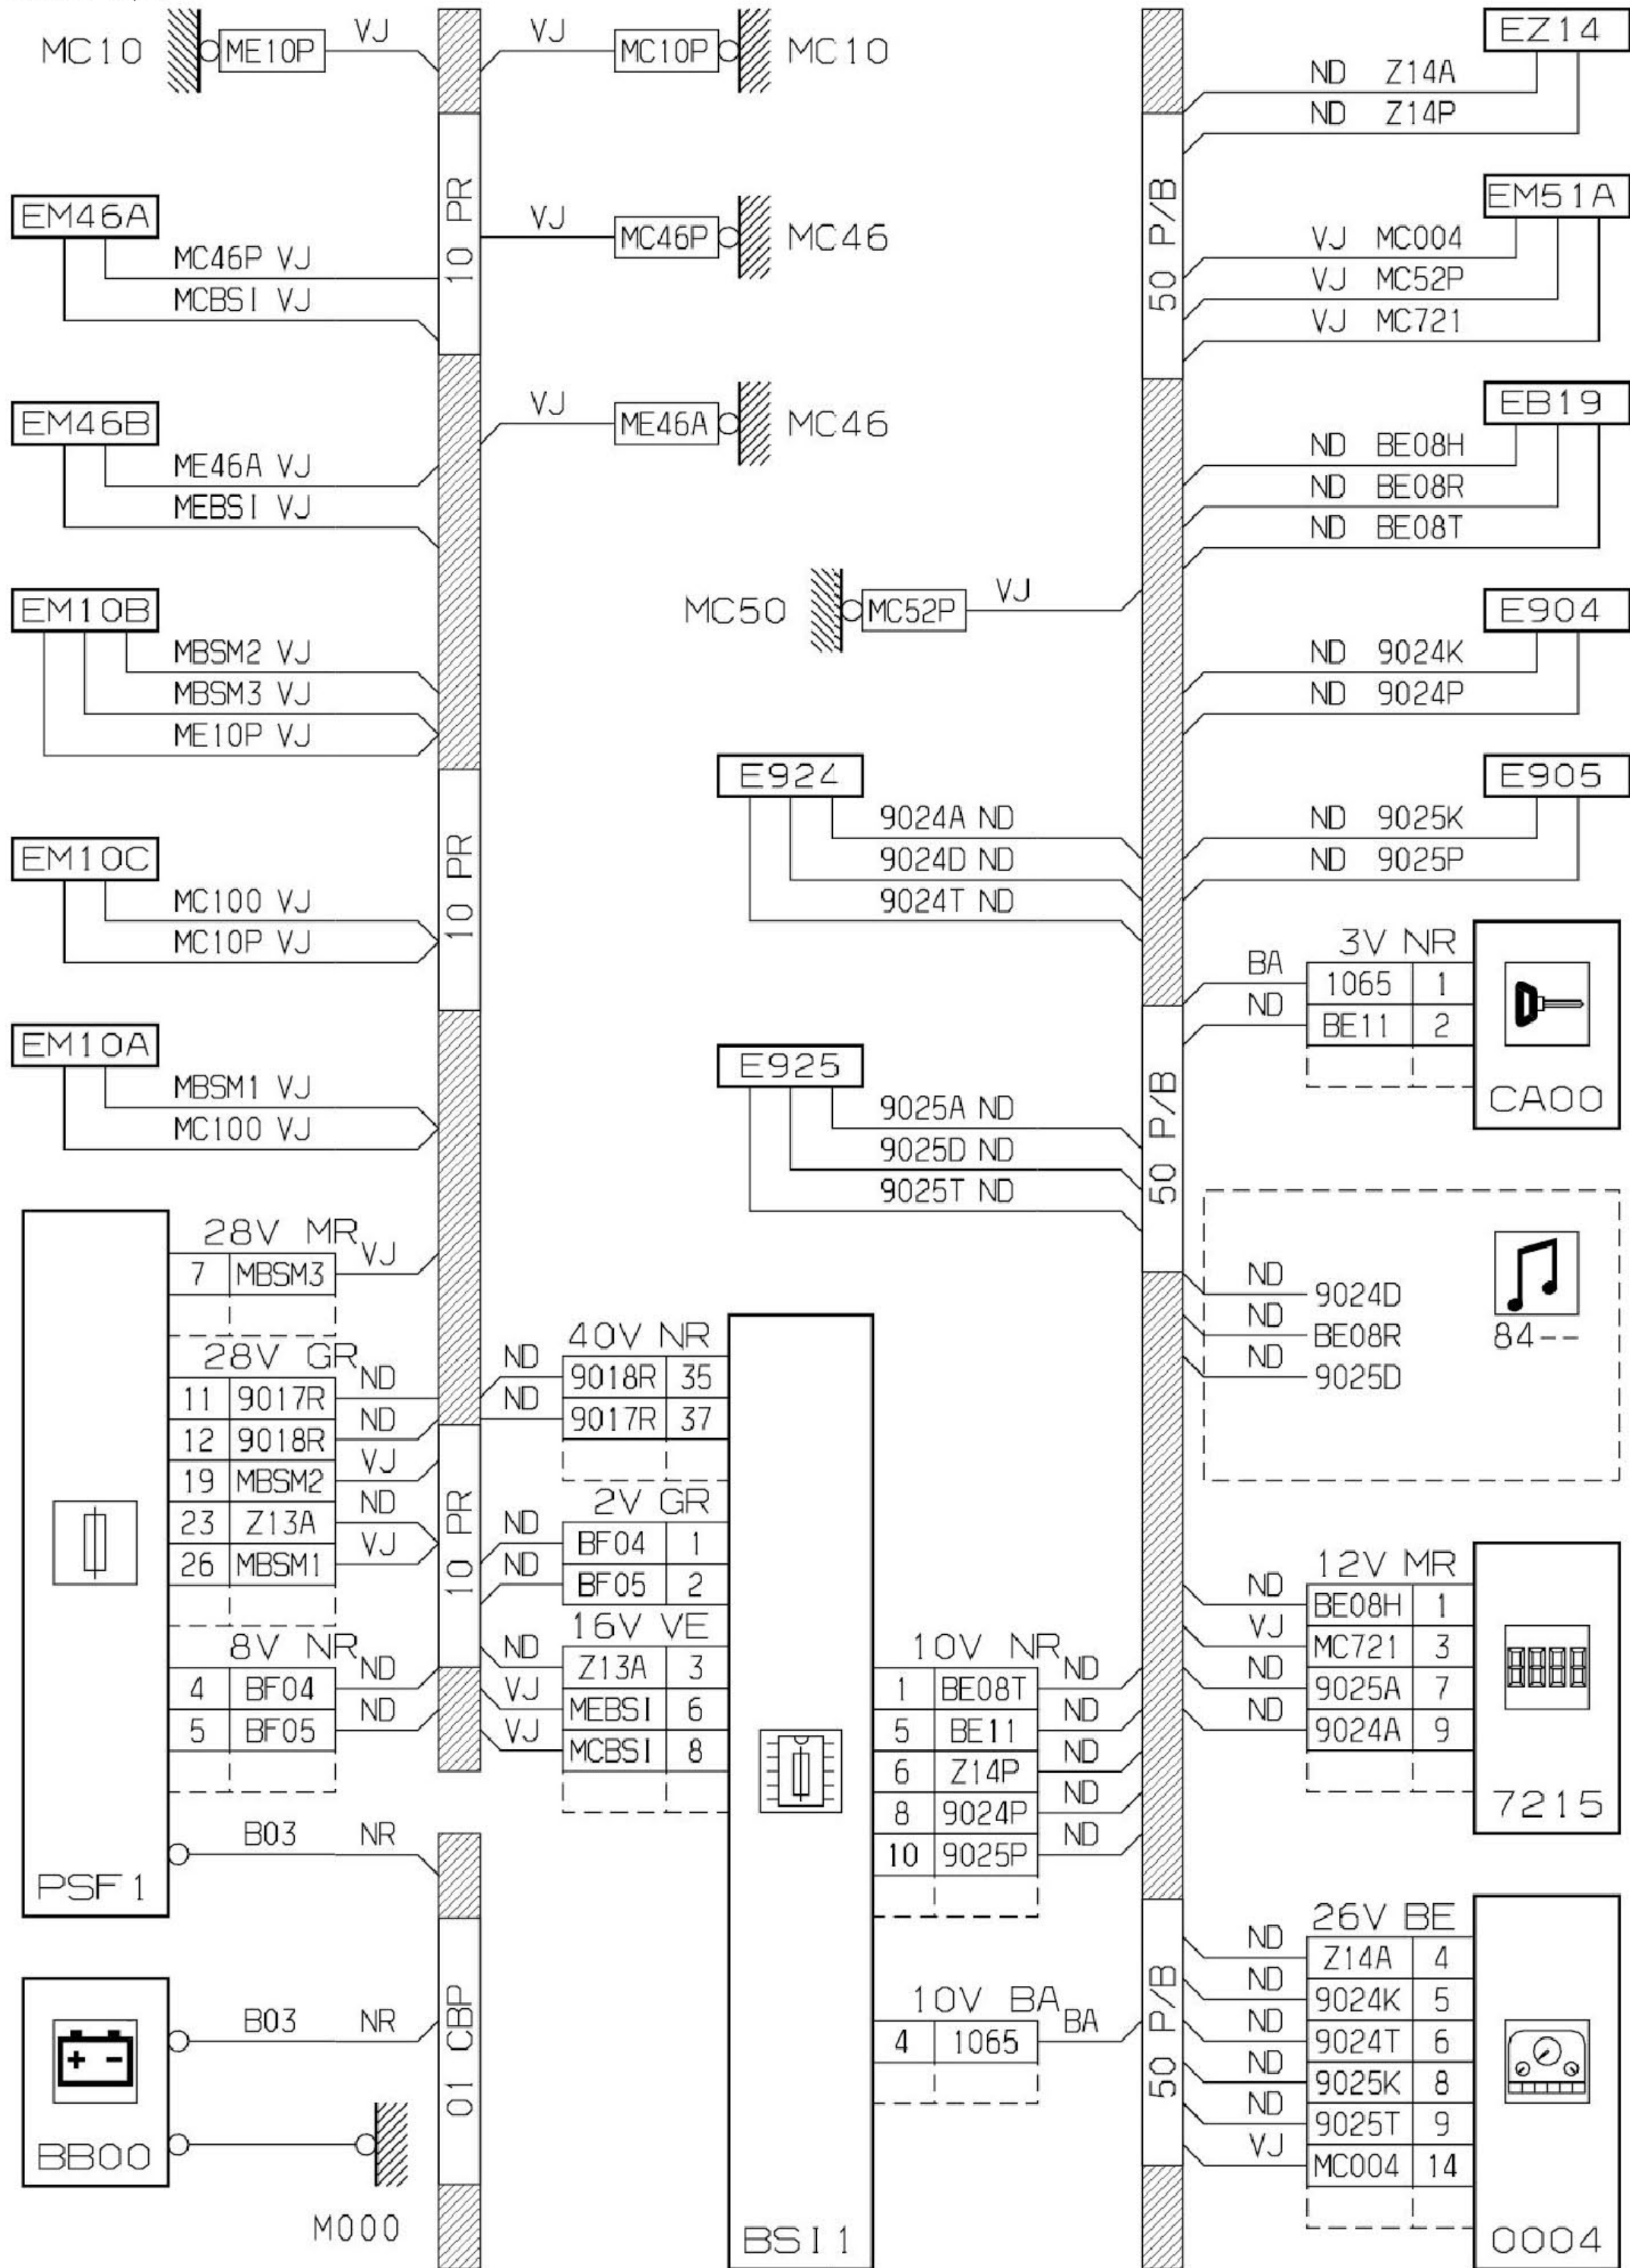 MC10 ME10P VJ
VJ MC10P MC10
EZ14
ND Z14A
ND Z14P
10 PR
50 P/B
EM46A
MC46P VJ
MCBSI VJ
VJ MC46P MC46
EM51A
VJ MC004
VJ MC52P
VJ MC721
EM46B
ME46A VJ
MEBSI VJ
VJ ME46A MC46
EB19
ND BE08H
ND BE08R
ND BE08T
EM10B
MBSM2 VJ
MBSM3 VJ
ME10P VJ
MC50 MC52P VJ
E904
ND 9024K
ND 9024P
10 PR
E924
9024A ND
9024D ND
9024T ND
E905
ND 9025K
ND 9025P
EM10C
MC100 VJ
MC10P VJ
3V NR
BA 1065 1
ND BE11 2
CA00
EM10A
MBSM1 VJ
MC100 VJ
E925
9025A ND
9025D ND
9025T ND
50 P/B
28V MR
7 MBSM3 VJ
28V GR
11 9017R ND
12 9018R ND
19 MBSM2 VJ
23 Z13A ND
26 MBSM1 VJ
8V NR
4 BF04 ND
5 BF05 ND
B03 NR
PSF1
10 PR
40V NR
ND 9018R 35
ND 9017R 37
2V GR
ND BF04 1
ND BF05 2
16V VE
ND Z13A 3
VJ MEBSI 6
VJ MCBSI 8
10V NR
1 BE08T ND
5 BE11 ND
6 Z14P ND
8 9024P ND
10 9025P ND
10V BA
4 1065 BA
BSI1
ND 9024D
ND BE08R
ND 9025D
84--
12V MR
ND BE08H 1
VJ MC721 3
ND 9025A 7
ND 9024A 9
7215
50 P/B
26V BE
ND Z14A 4
ND 9024K 5
ND 9024T 6
ND 9025K 8
ND 9025T 9
VJ MC004 14
0004
B03 NR
01 CBP
+ -
BB00
M000